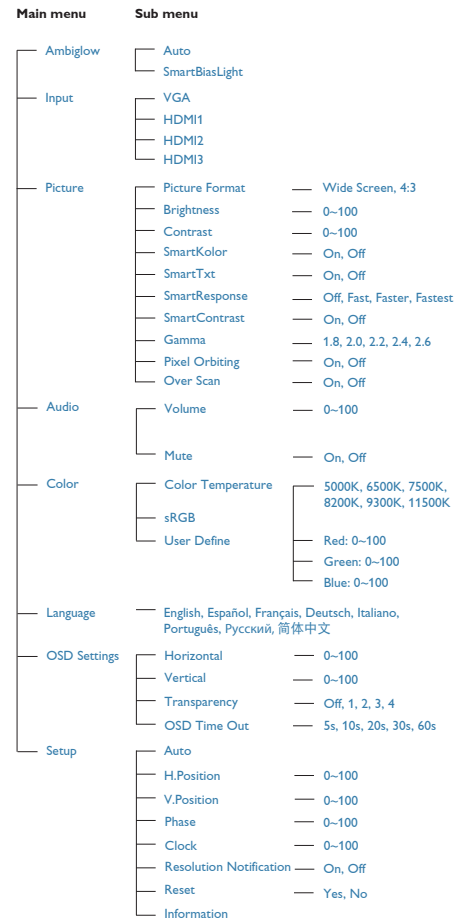 Main menu Sub menu
Ambiglow Auto
SmartBiasLight
Input VGA
HDMI1
HDMI2
HDMI3
Picture Picture Format Wide Screen, 4:3
Brightness 0~100
Contrast 0~100
SmartKolor On, Off
SmartTxt On, Off
SmartResponse Off, Fast, Faster, Fastest
SmartContrast On, Off
Gamma 1.8, 2.0, 2.2, 2.4, 2.6
Pixel Orbiting On, Off
Over Scan On, Off
Audio Volume 0~100
Mute On, Off
Color Color Temperature 5000K, 6500K, 7500K,
8200K, 9300K, 11500K
sRGB
User Define Red: 0~100
Green: 0~100
Blue: 0~100
Language English, Español, Français, Deutsch, Italiano,
Português, Русский, 简体中文
OSD Settings Horizontal 0~100
Vertical 0~100
Transparency Off, 1, 2, 3, 4
OSD Time Out 5s, 10s, 20s, 30s, 60s
Setup Auto
H.Position 0~100
V.Position 0~100
Phase 0~100
Clock 0~100
Resolution Notification On, Off
Reset Yes, No
Information